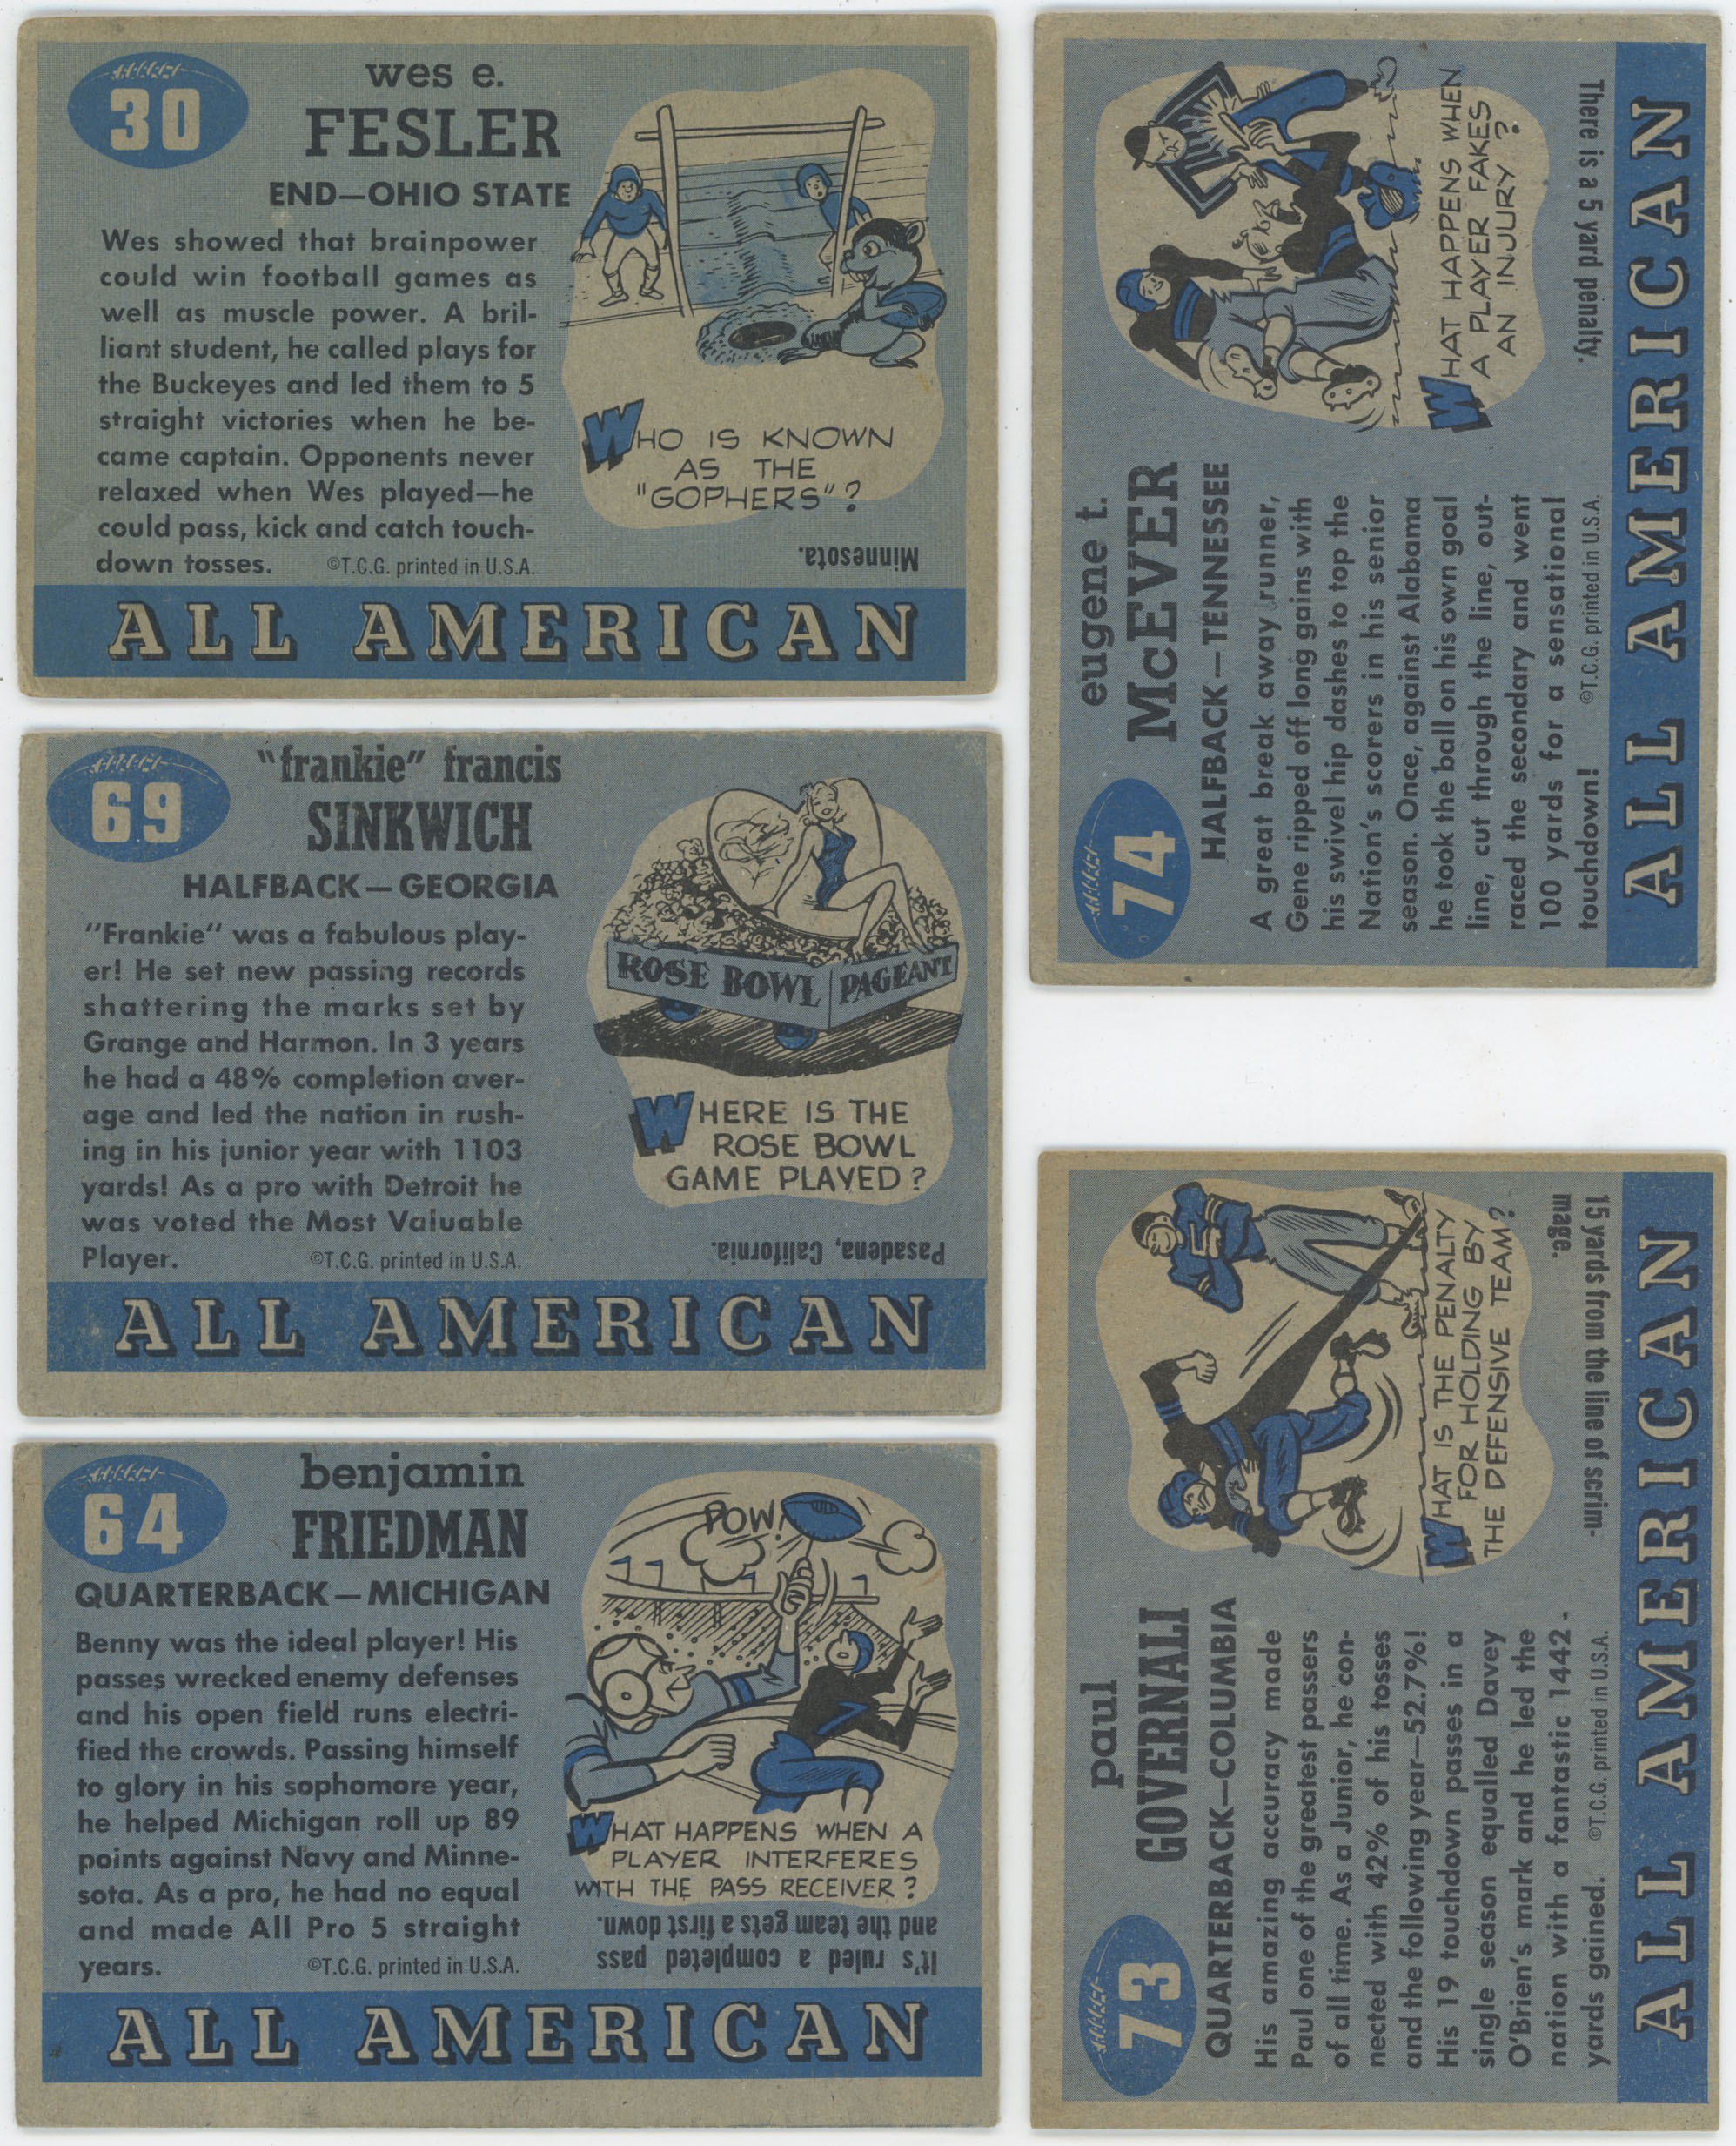 30
wes e.
FESLER
END—OHIO STATE
Wes showed that brainpower
could win football games as
well as muscle power. A bril-
liant student, he called plays for
the Buckeyes and led them to 5
straight victories when he be-
came captain. Opponents never
relaxed when Wes played—he
could pass, kick and catch touch-
down tosses.
©T.C.G. printed in U.S.A.
WHO IS KNOWN
AS THE
"GOPHERS"?
Minnesota.
ALL AMERICAN
69
"frankie" francis
SINKWICH
HALFBACK—GEORGIA
"Frankie" was a fabulous play-
er! He set new passing records
shattering the marks set by
Grange and Harmon. In 3 years
he had a 48% completion aver-
age and led the nation in rush-
ing in his junior year with 1103
yards! As a pro with Detroit he
was voted the Most Valuable
Player.
©T.C.G. printed in U.S.A.
ROSE BOWL PAGEANT
WHERE IS THE
ROSE BOWL
GAME PLAYED?
Pasadena, California.
ALL AMERICAN
64
benjamin
FRIEDMAN
QUARTERBACK—MICHIGAN
Benny was the ideal player! His
passes wrecked enemy defenses
and his open field runs electri-
fied the crowds. Passing himself
to glory in his sophomore year,
he helped Michigan roll up 89
points against Navy and Minne-
sota. As a pro, he had no equal
and made All Pro 5 straight
years.
©T.C.G. printed in U.S.A.
POW!
7
WHAT HAPPENS WHEN A
PLAYER INTERFERES
WITH THE PASS RECEIVER?
It's ruled a completed pass
and the team gets a first down.
ALL AMERICAN
74
eugene t.
McEVER
HALFBACK—TENNESSEE
A great break away runner,
Gene ripped off long gains with
his swivel hip dashes to top the
Nation's scorers in his senior
season. Once, against Alabama
he took the ball on his own goal
line, cut through the line, out-
raced the secondary and went
100 yards for a sensational
touchdown!
©T.C.G. printed in U.S.A.
WHAT HAPPENS WHEN
A PLAYER FAKES
AN INJURY?
There is a 5 yard penalty.
ALL AMERICAN
73
paul
GOVERNALI
QUARTERBACK—COLUMBIA
His amazing accuracy made
Paul one of the greatest passers
of all time. As a Junior, he con-
nected with 42% of his tosses
and the following year—52.7%!
His 19 touchdown passes in a
single season equalled Davey
O'Brien's mark and he led the
nation with a fantastic 1442-
yards gained.
©T.C.G. printed in U.S.A.
5
WHAT IS THE PENALTY
FOR HOLDING BY
THE DEFENSIVE TEAM?
15 yards from the line of scrim-
mage.
ALL AMERICAN